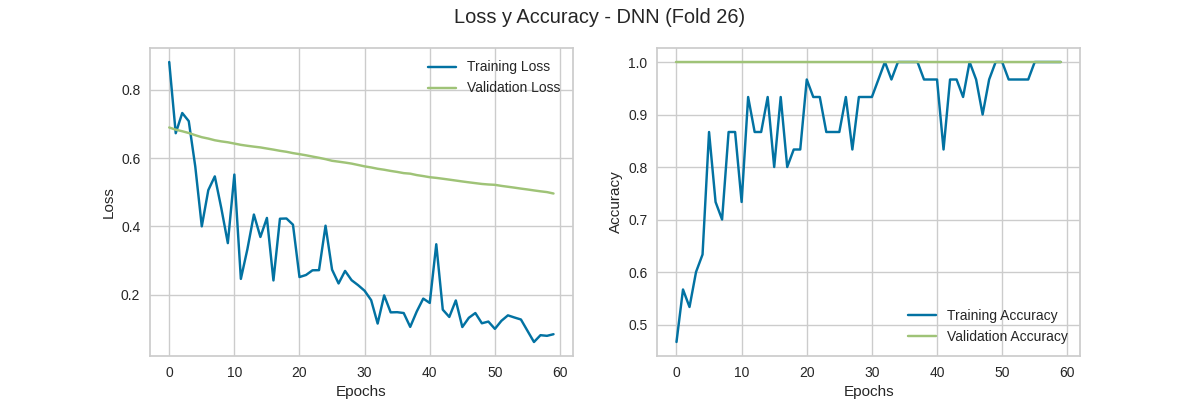 Loss y Accuracy - DNN (Fold 26)
Loss
0.8
0.6
0.4
0.2
Training Loss
Validation Loss
0 10 20 30 40 50 60
Epochs
Accuracy
1.0
0.9
0.8
0.7
0.6
0.5
Training Accuracy
Validation Accuracy
0 10 20 30 40 50 60
Epochs